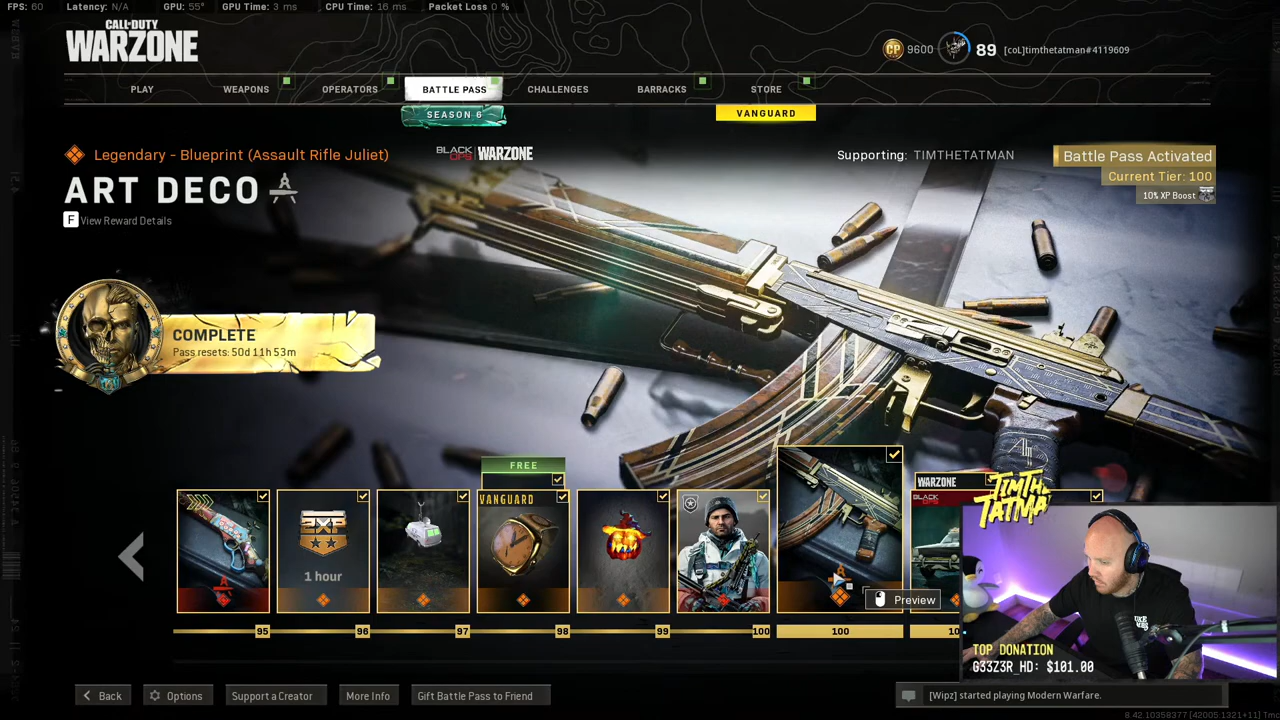 FPS: 60 Latency: N/A GPU: 55° GPU Time: 3 ms CPU Time: 16 ms Packet Loss 0 %
CALL·DUTY
WARZONE
CP 9600 89 [coL]timthetatman#4119609
PLAY WEAPONS OPERATORS BATTLE PASS CHALLENGES BARRACKS STORE
SEASON 6 VANGUARD
Legendary - Blueprint (Assault Rifle Juliet)
BLACK OPS WARZONE
Supporting: TIMTHETATMAN
Battle Pass Activated
ART DECO
Current Tier: 100
10% XP Boost
F View Reward Details
COMPLETE
Pass resets: 50d 11h 53m
FREE
VANGUARD
WARZONE
BLACK OPS
2XP
1 hour
TIMTH
TATMA
Preview
95 96 97 98 99 100 100
TOP DONATION
G33Z3R_HD: $101.00
Back Options Support a Creator More Info Gift Battle Pass to Friend
[Wipz] started playing Modern Warfare.